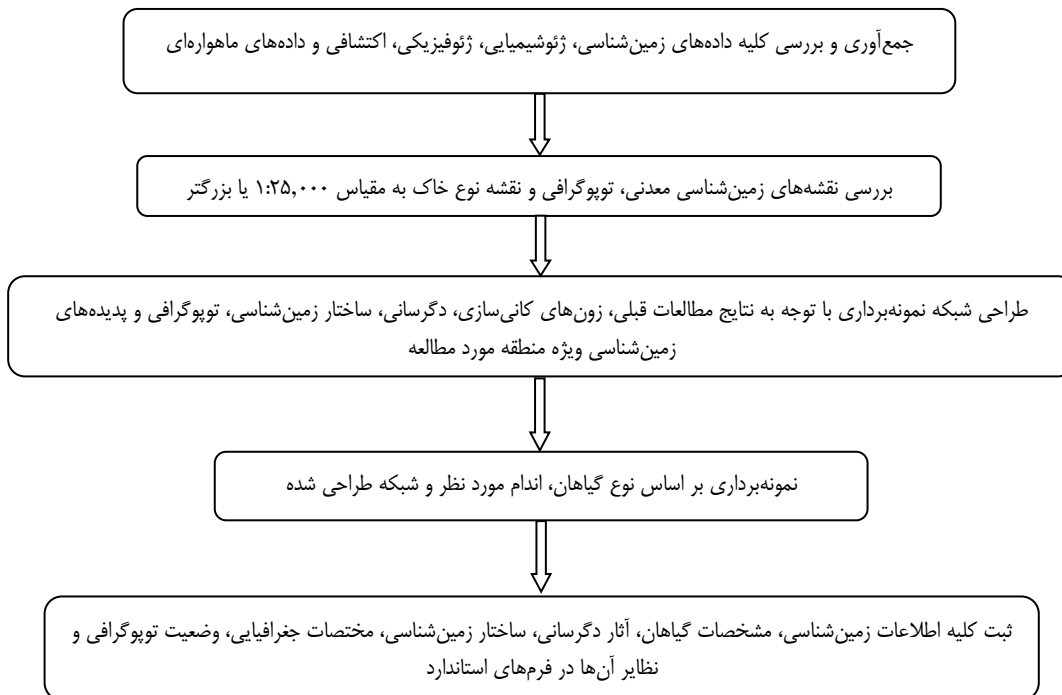 جمع‌آوری و بررسی کلیه داده‌های زمین‌شناسی، ژئوشیمیایی، ژئوفیزیکی، اکتشافی و داده‌های ماهواره‌ای
بررسی نقشه‌های زمین‌شناسی معدنی، توپوگرافی و نقشه نوع خاک به مقیاس ۱:۲۵,۰۰۰ یا بزرگتر
طراحی شبکه نمونه‌برداری با توجه به نتایج مطالعات قبلی، زون‌های کانی‌سازی، دگرسانی، ساختار زمین‌شناسی، توپوگرافی و پدیده‌های
زمین‌شناسی ویژه منطقه مورد مطالعه
نمونه‌برداری بر اساس نوع گیاهان، اندام مورد نظر و شبکه طراحی شده
ثبت کلیه اطلاعات زمین‌شناسی، مشخصات گیاهان، آثار دگرسانی، ساختار زمین‌شناسی، مختصات جغرافیایی، وضعیت توپوگرافی و
نظایر آن‌ها در فرم‌های استاندارد